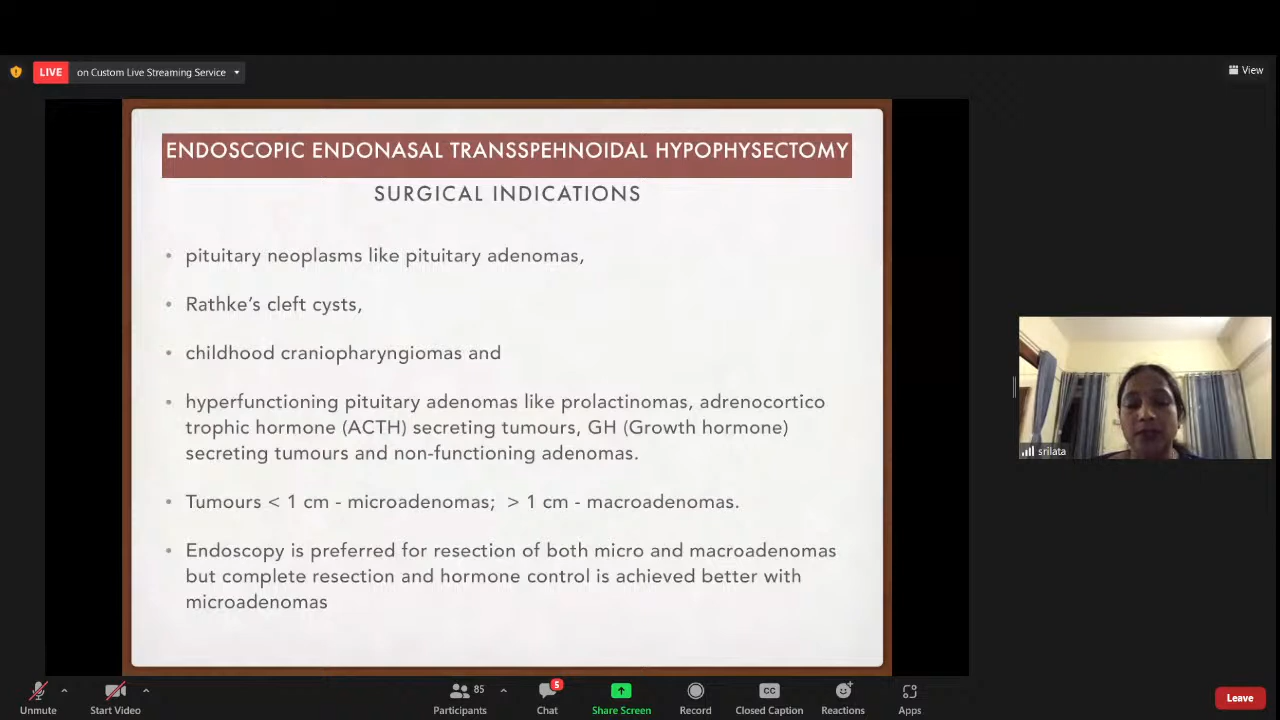 LIVE on Custom Live Streaming Service
View
ENDOSCOPIC ENDONASAL TRANSSPEHNOIDAL HYPOPHYSECTOMY
SURGICAL INDICATIONS
• pituitary neoplasms like pituitary adenomas,
• Rathke’s cleft cysts,
• childhood craniopharyngiomas and
• hyperfunctioning pituitary adenomas like prolactinomas, adrenocortico
trophic hormone (ACTH) secreting tumours, GH (Growth hormone)
secreting tumours and non-functioning adenomas.
• Tumours < 1 cm - microadenomas; > 1 cm - macroadenomas.
• Endoscopy is preferred for resection of both micro and macroadenomas
but complete resection and hormone control is achieved better with
microadenomas
srilata
85
5
CC
Unmute
Start Video
Participants
Chat
Share Screen
Record
Closed Caption
Reactions
Apps
Leave